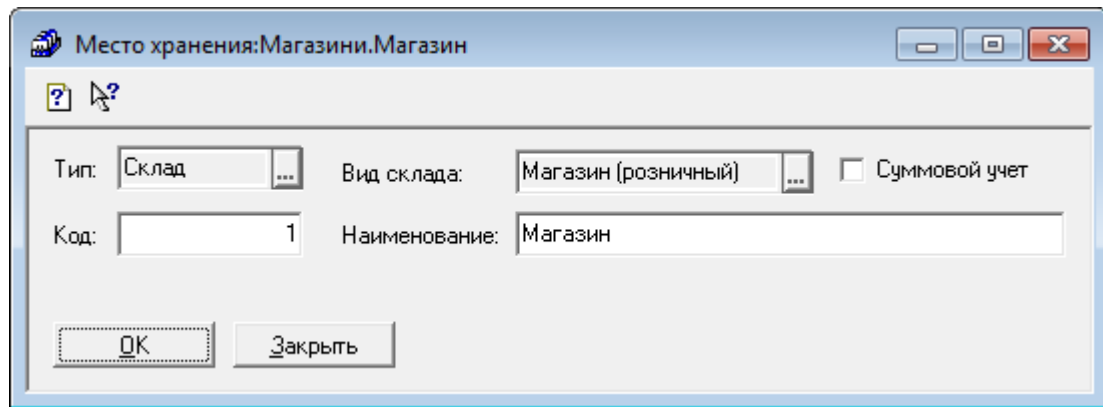 Место хранения:Магазини.Магазин
Тип: Склад ... Вид склада: Магазин (розничный) ... Суммовой учет
Код: 1 Наименование: Магазин
OK Закрыть